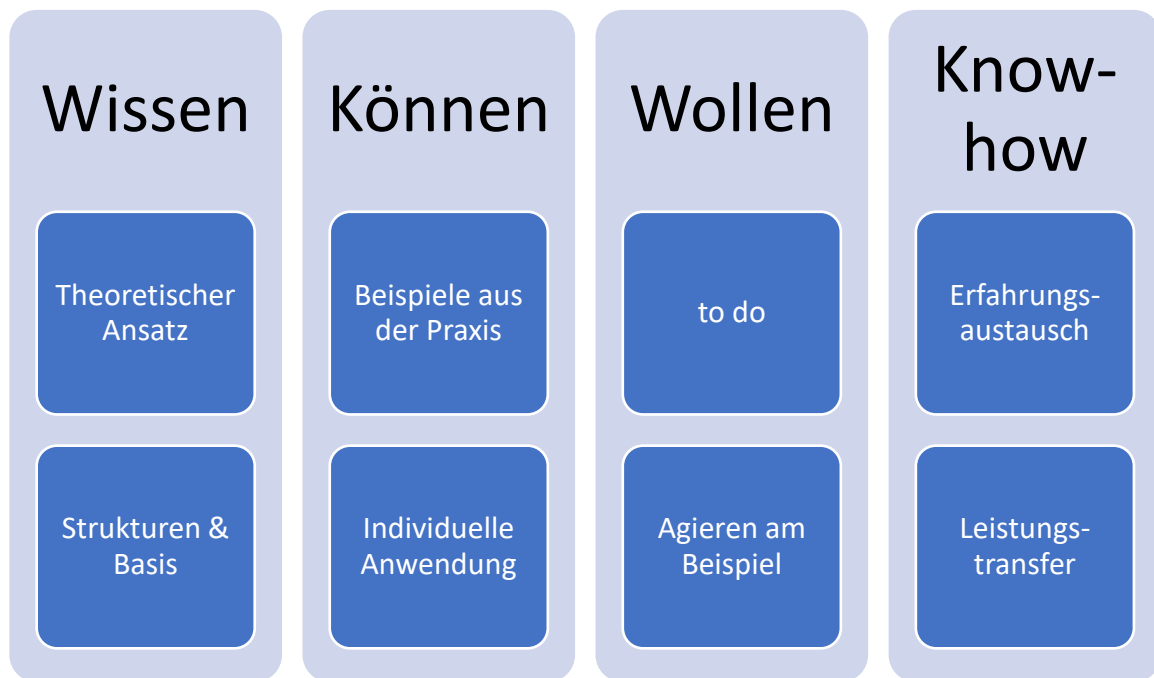 Wissen
Theoretischer
Ansatz
Strukturen &
Basis
Können
Beispiele aus
der Praxis
Individuelle
Anwendung
Wollen
to do
Agieren am
Beispiel
Know-
how
Erfahrungs-
austausch
Leistungs-
transfer